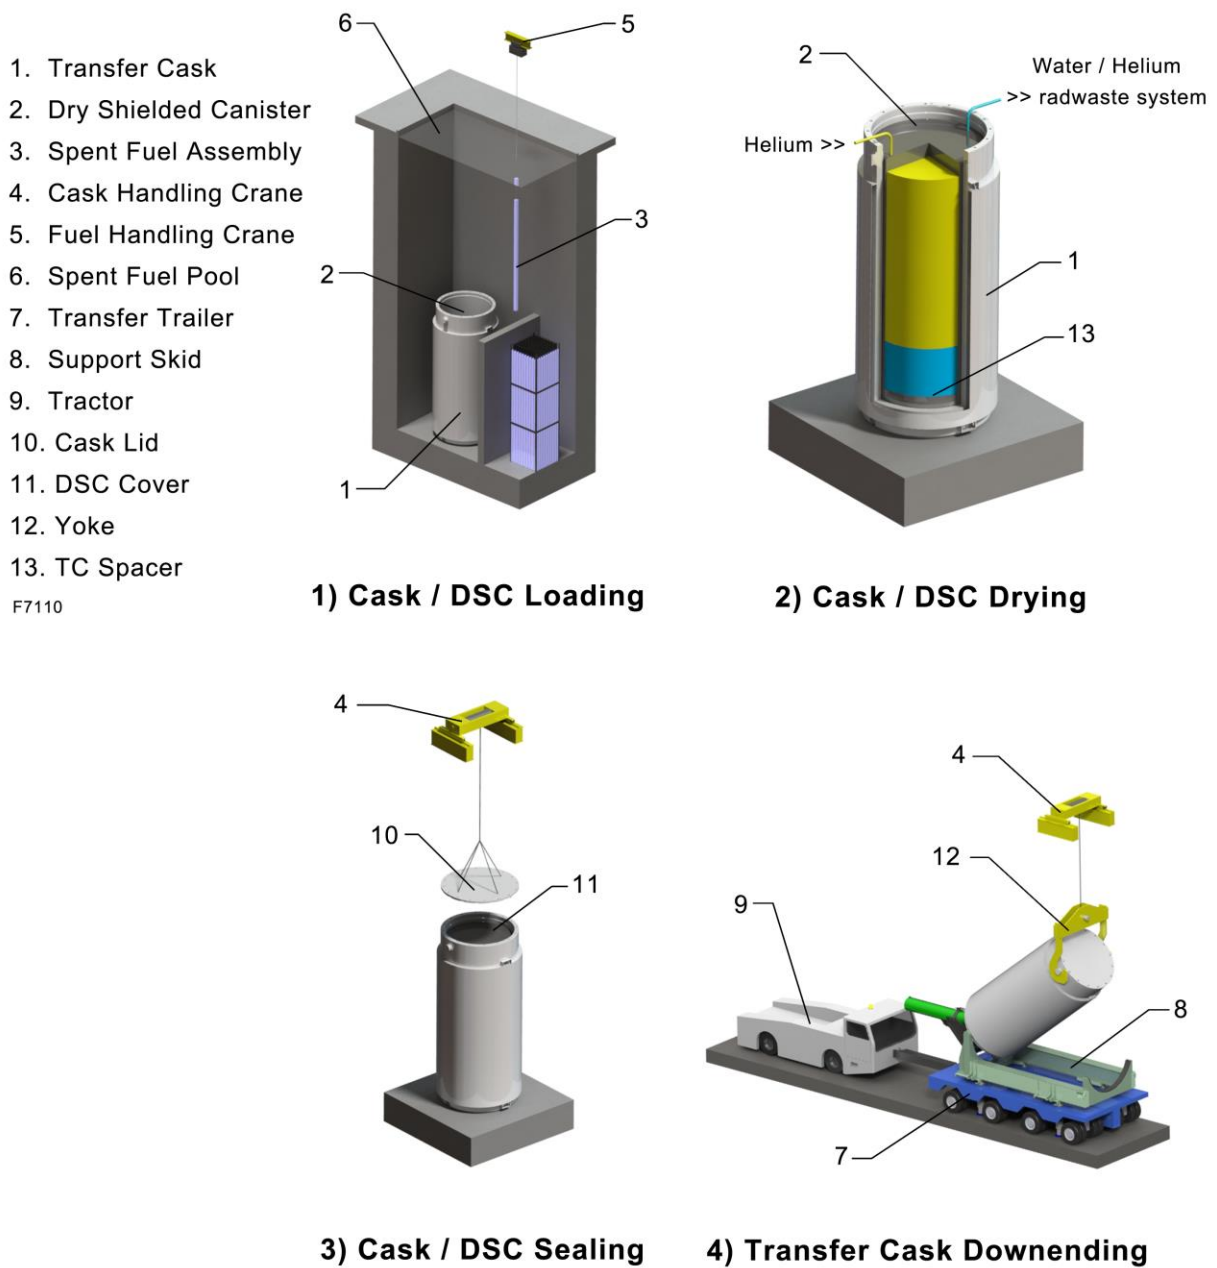 1. Transfer Cask
2. Dry Shielded Canister
3. Spent Fuel Assembly
4. Cask Handling Crane
5. Fuel Handling Crane
6. Spent Fuel Pool
7. Transfer Trailer
8. Support Skid
9. Tractor
10. Cask Lid
11. DSC Cover
12. Yoke
13. TC Spacer
F7110
6
5
3
2
1
1) Cask / DSC Loading
2
Water / Helium
>> radwaste system
Helium >>
1
13
2) Cask / DSC Drying
4
10
11
3) Cask / DSC Sealing
4
12
9
8
7
4) Transfer Cask Downending